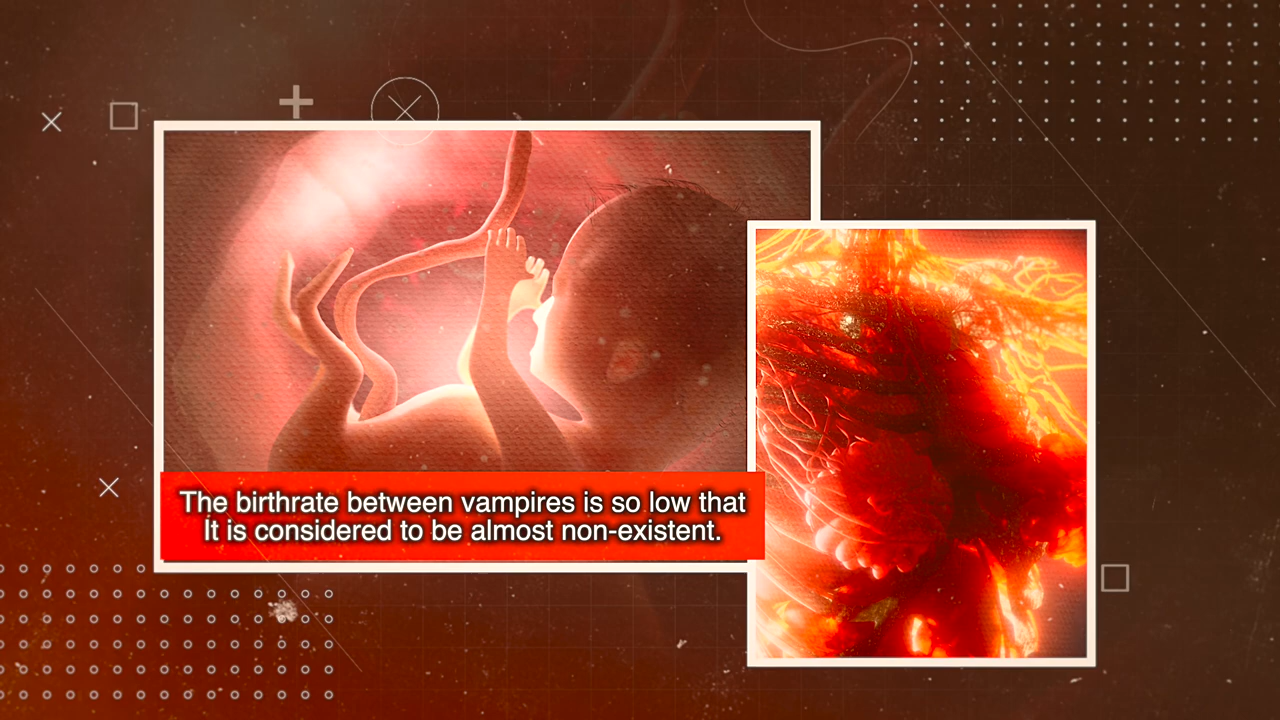 The birthrate between vampires is so low that
It is considered to be almost non-existent.